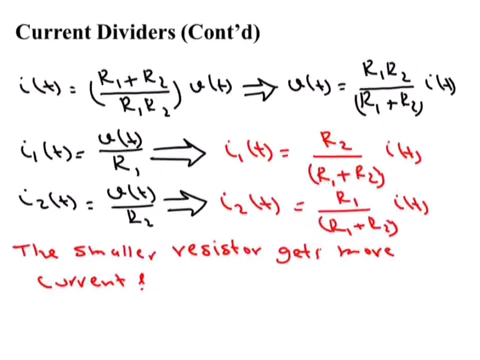 Current Dividers (Cont'd)
i(t) = ((R₁+R₂)/(R₁R₂)) v(t) ⇒ v(t) = R₁R₂/(R₁+R₂) i(t)
i₁(t) = v(t)/R₁ ⇒ i₁(t) = R₂/(R₁+R₂) i(t)
i₂(t) = v(t)/R₂ ⇒ i₂(t) = R₁/(R₁+R₂) i(t)
The smaller resistor gets more
current!